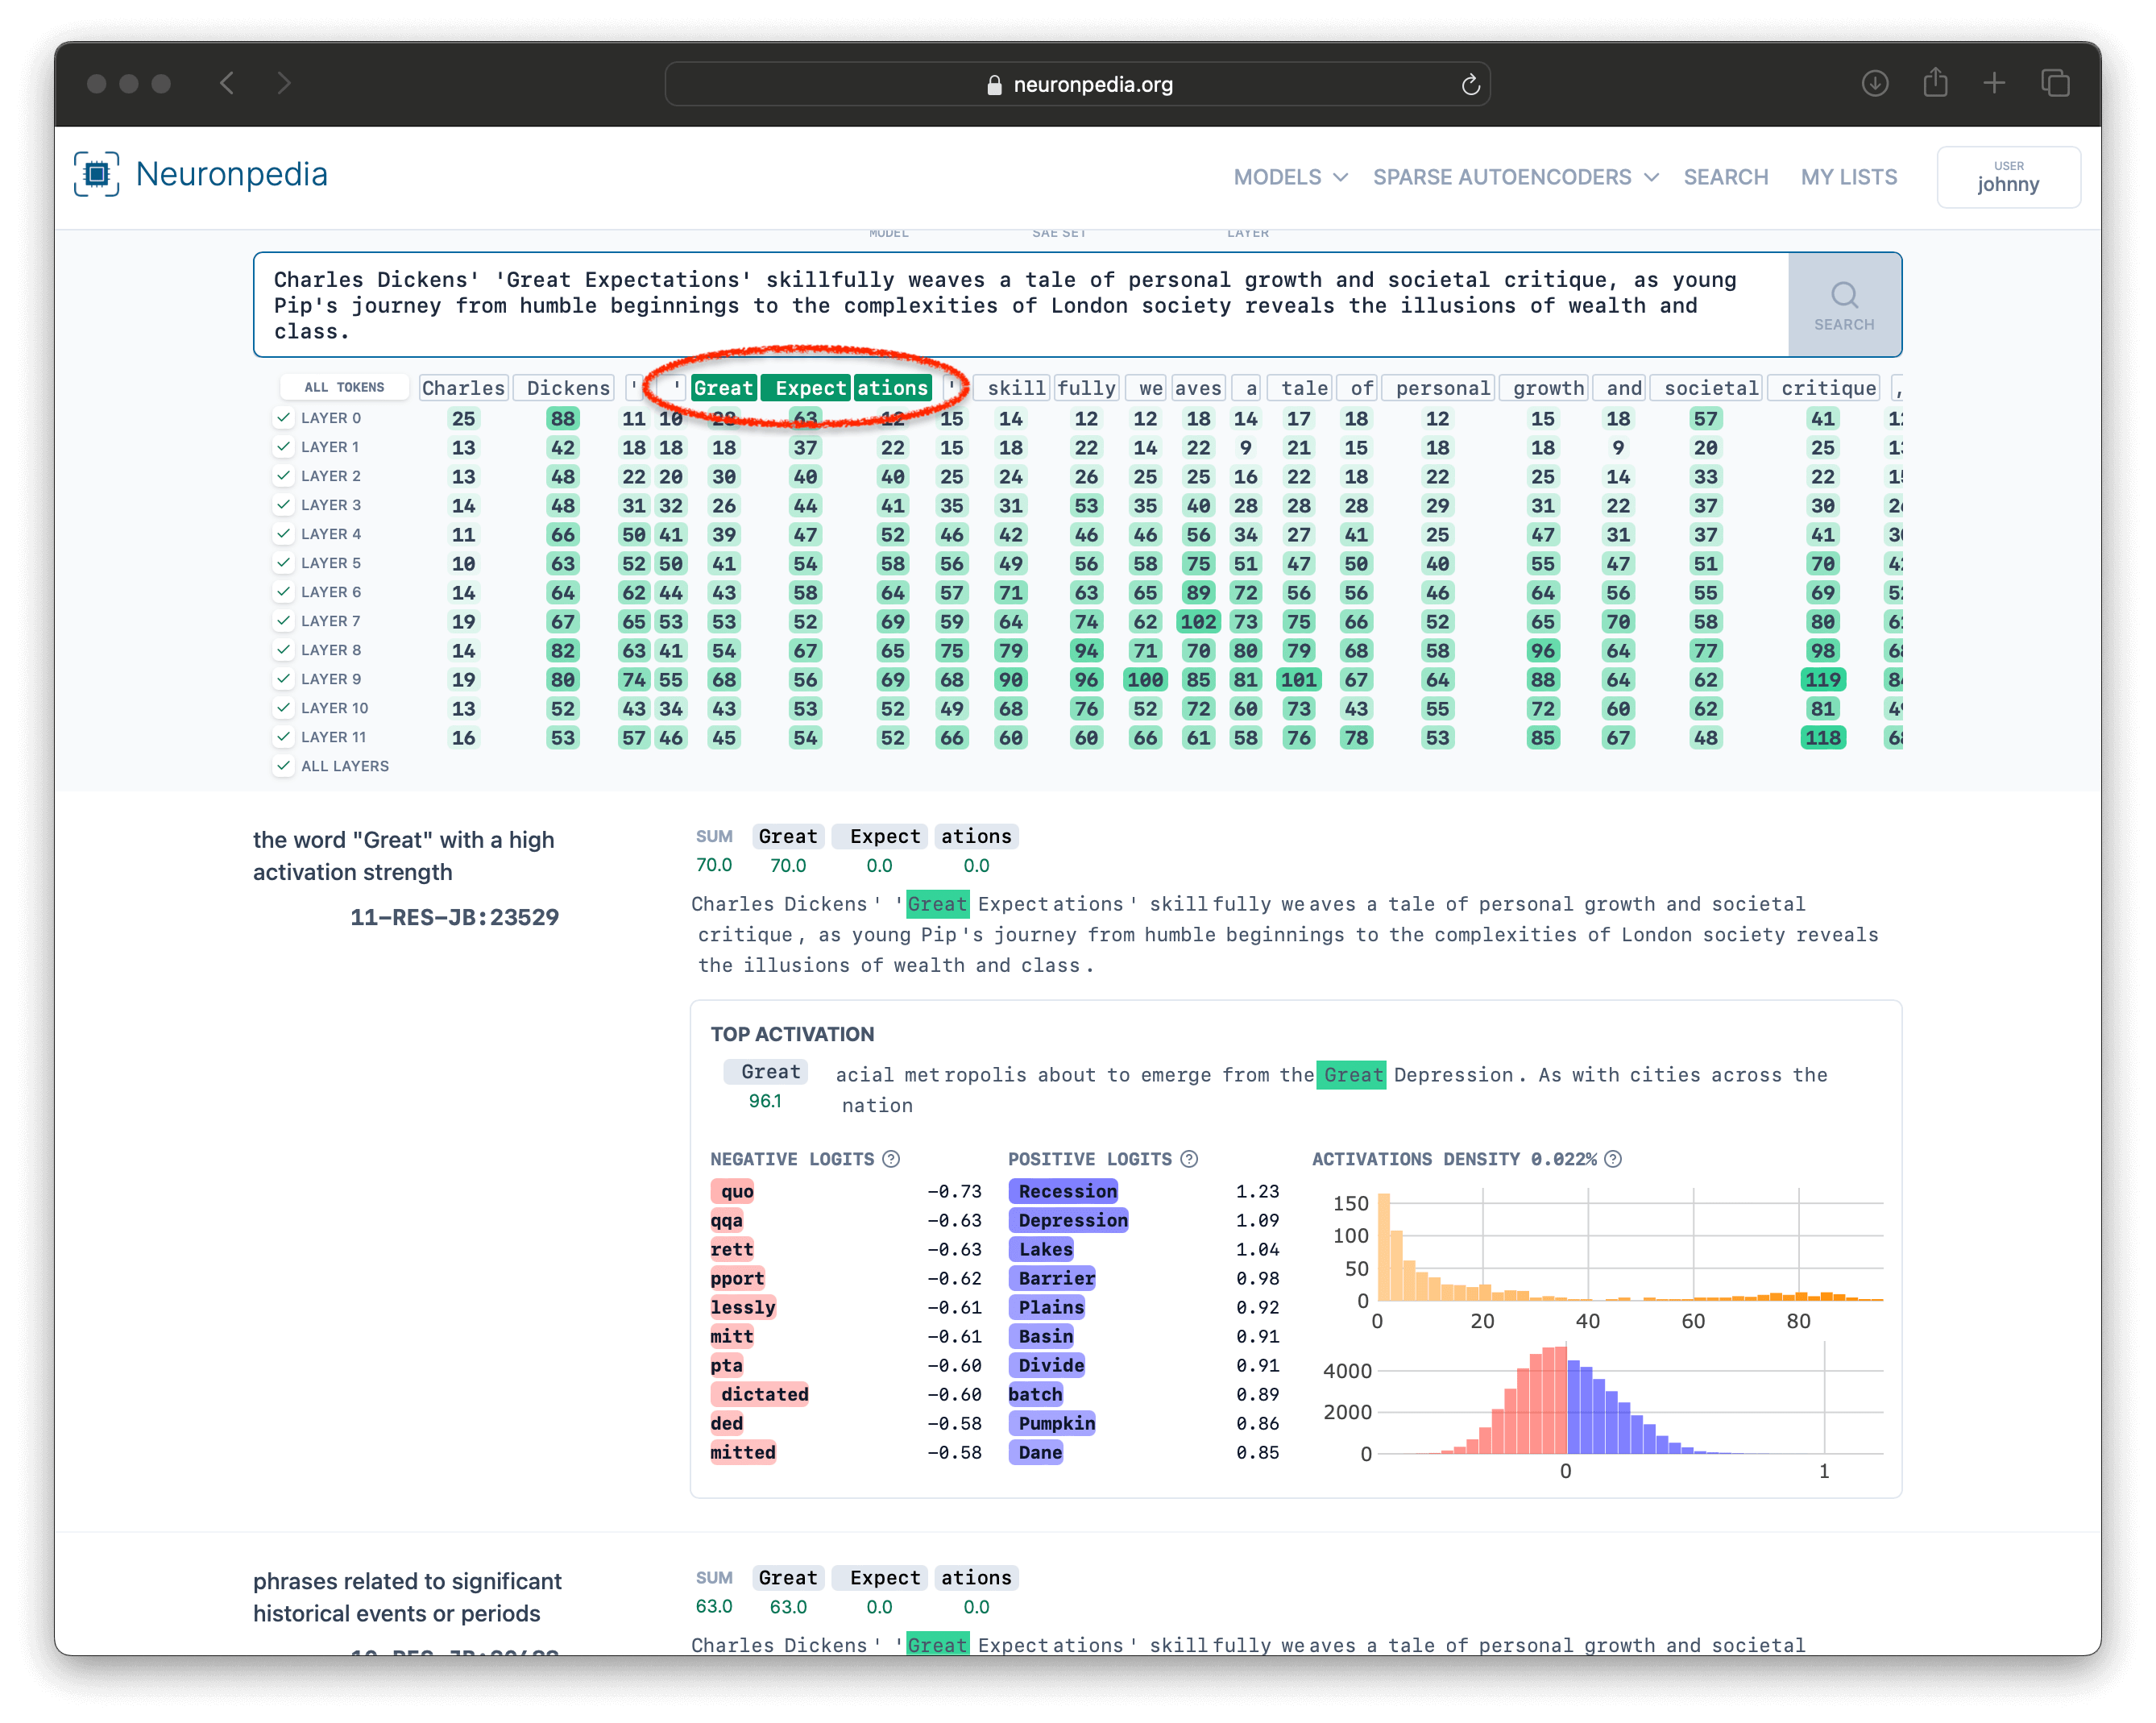 neuronpedia.org
Neuronpedia
MODELS SPARSE AUTOENCODERS SEARCH MY LISTS USER johnny
MODEL SAE SET LAYER
Charles Dickens' 'Great Expectations' skillfully weaves a tale of personal growth and societal critique, as young
Pip's journey from humble beginnings to the complexities of London society reveals the illusions of wealth and
class.
SEARCH
ALL TOKENS Charles Dickens ' ' Great Expect ations ' skill fully we aves a tale of personal growth and societal critique ,
LAYER 0 25 88 11 10 28 63 12 15 14 12 12 18 14 17 18 12 15 18 57 41
LAYER 1 13 42 18 18 18 37 22 15 18 22 14 22 9 21 15 18 18 9 20 25
LAYER 2 13 48 22 20 30 40 40 25 24 26 25 25 16 22 18 22 25 14 33 22
LAYER 3 14 48 31 32 26 44 41 35 31 53 35 40 28 28 28 29 31 22 37 30
LAYER 4 11 66 50 41 39 47 52 46 42 46 46 56 34 27 41 25 47 31 37 41
LAYER 5 10 63 52 50 41 54 58 56 49 56 58 75 51 47 50 40 55 47 51 70
LAYER 6 14 64 62 44 43 58 64 57 71 63 65 89 72 56 56 46 64 56 55 69
LAYER 7 19 67 65 53 53 52 69 59 64 74 62 102 73 75 66 52 65 70 58 80
LAYER 8 14 82 63 41 54 67 65 75 79 94 71 70 80 79 68 58 96 64 77 98
LAYER 9 19 80 74 55 68 56 69 68 90 96 100 85 81 101 67 64 88 64 62 119
LAYER 10 13 52 43 34 43 53 52 49 68 76 52 72 60 73 43 55 72 60 62 81
LAYER 11 16 53 57 46 45 54 52 66 60 60 66 61 58 76 78 53 85 67 48 118
ALL LAYERS
the word "Great" with a high
activation strength
11-RES-JB:23529
SUM Great Expect ations
70.0 70.0 0.0 0.0
Charles Dickens' 'Great Expectations' skillfully weaves a tale of personal growth and societal
critique, as young Pip's journey from humble beginnings to the complexities of London society reveals
the illusions of wealth and class.
TOP ACTIVATION
Great acial metropolis about to emerge from the Great Depression. As with cities across the
96.1 nation
NEGATIVE LOGITS POSITIVE LOGITS ACTIVATIONS DENSITY 0.022%
quo -0.73 Recession 1.23
qqa -0.63 Depression 1.09
rett -0.63 Lakes 1.04
pport -0.62 Barrier 0.98
lessly -0.61 Plains 0.92
mitt -0.61 Basin 0.91
pta -0.60 Divide 0.91
dictated -0.60 batch 0.89
ded -0.58 Pumpkin 0.86
mitted -0.58 Dane 0.85
150
100
50
0
0 20 40 60 80
4000
2000
0
0 1
phrases related to significant
historical events or periods
SUM Great Expect ations
63.0 63.0 0.0 0.0
Charles Dickens' 'Great Expectations' skillfully weaves a tale of personal growth and societal